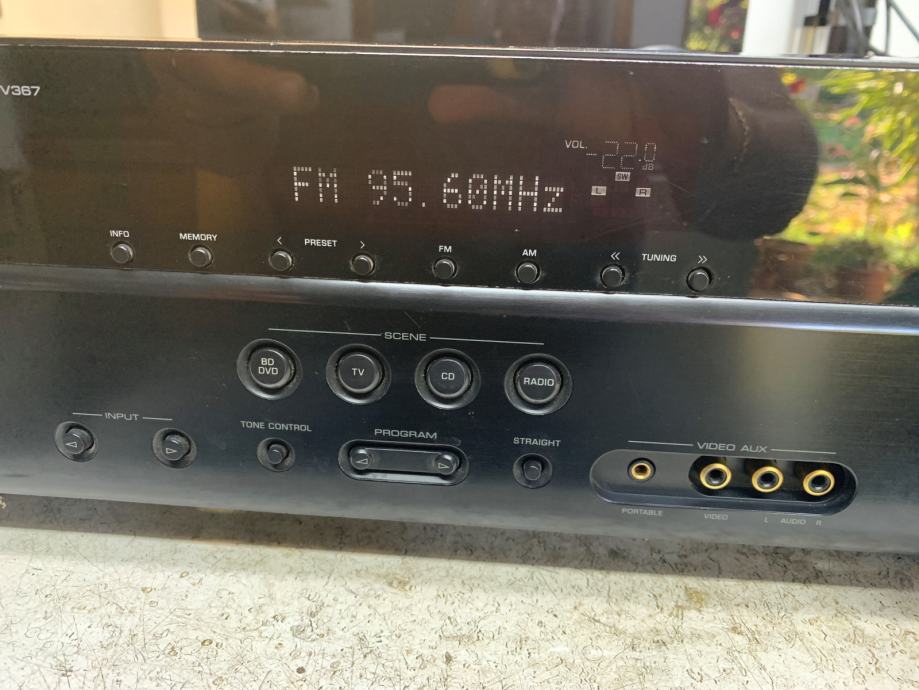 V367
VOL. -22.0 dB
SW
L R
FM 95.60MHz
INFO MEMORY < PRESET > FM AM << TUNING >>
SCENE
BD DVD TV CD RADIO
INPUT TONE CONTROL PROGRAM STRAIGHT VIDEO AUX
PORTABLE VIDEO L AUDIO R